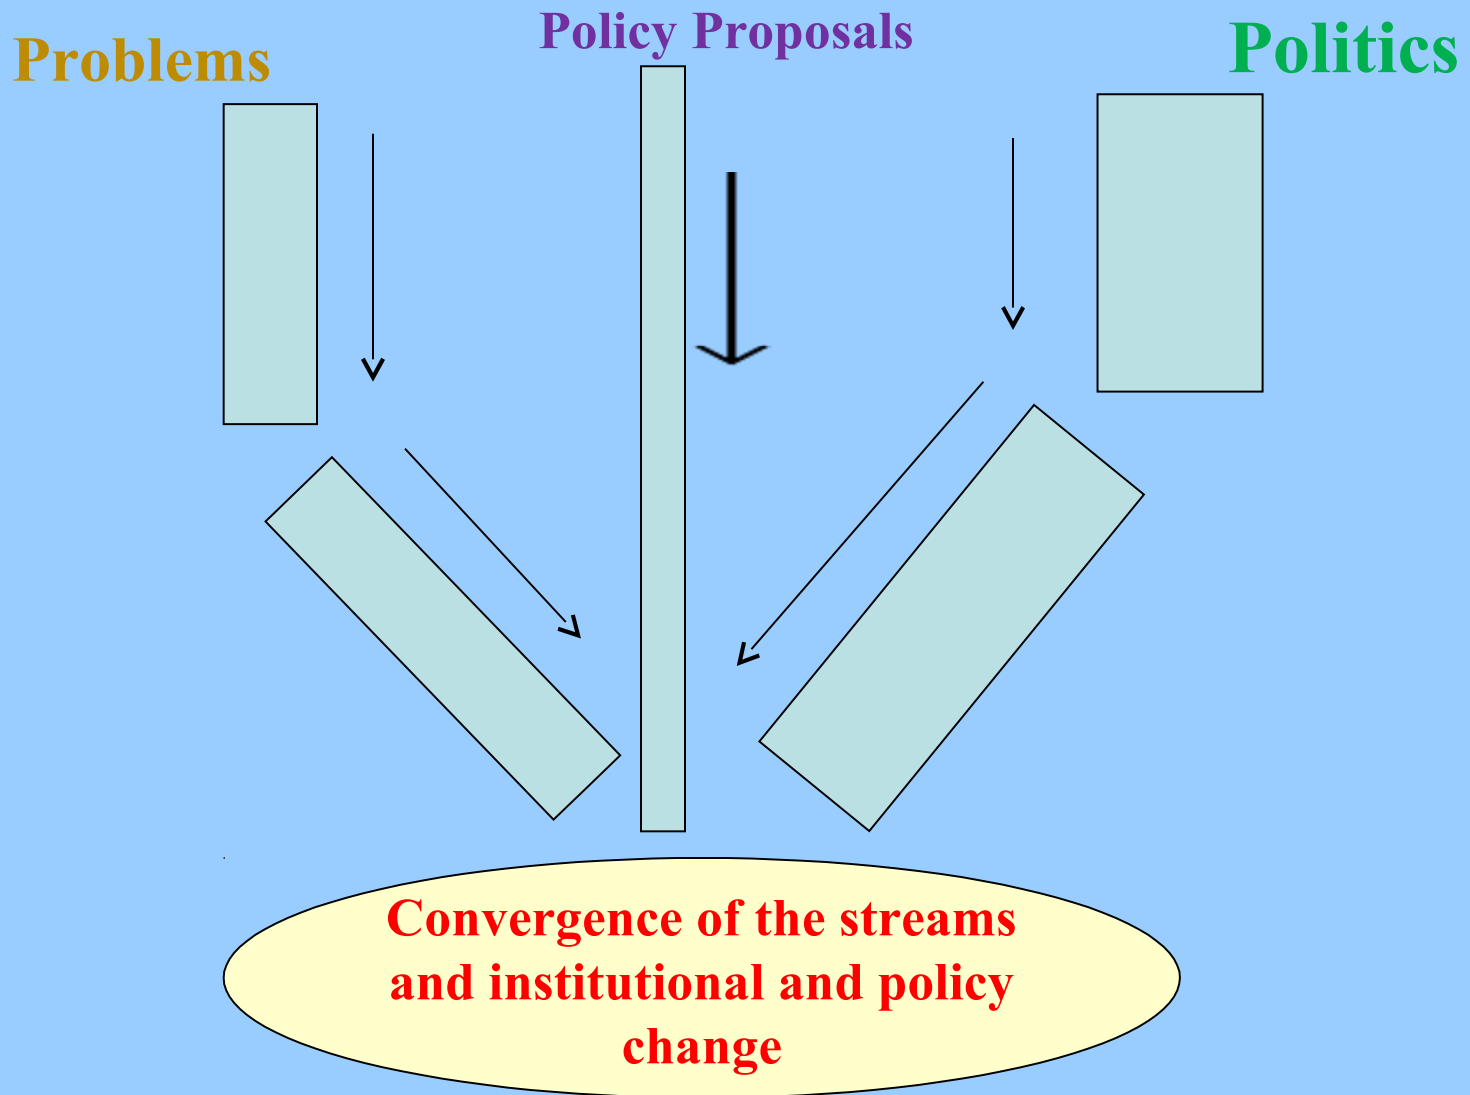 Problems
Policy Proposals
Politics
Convergence of the streams
and institutional and policy
change